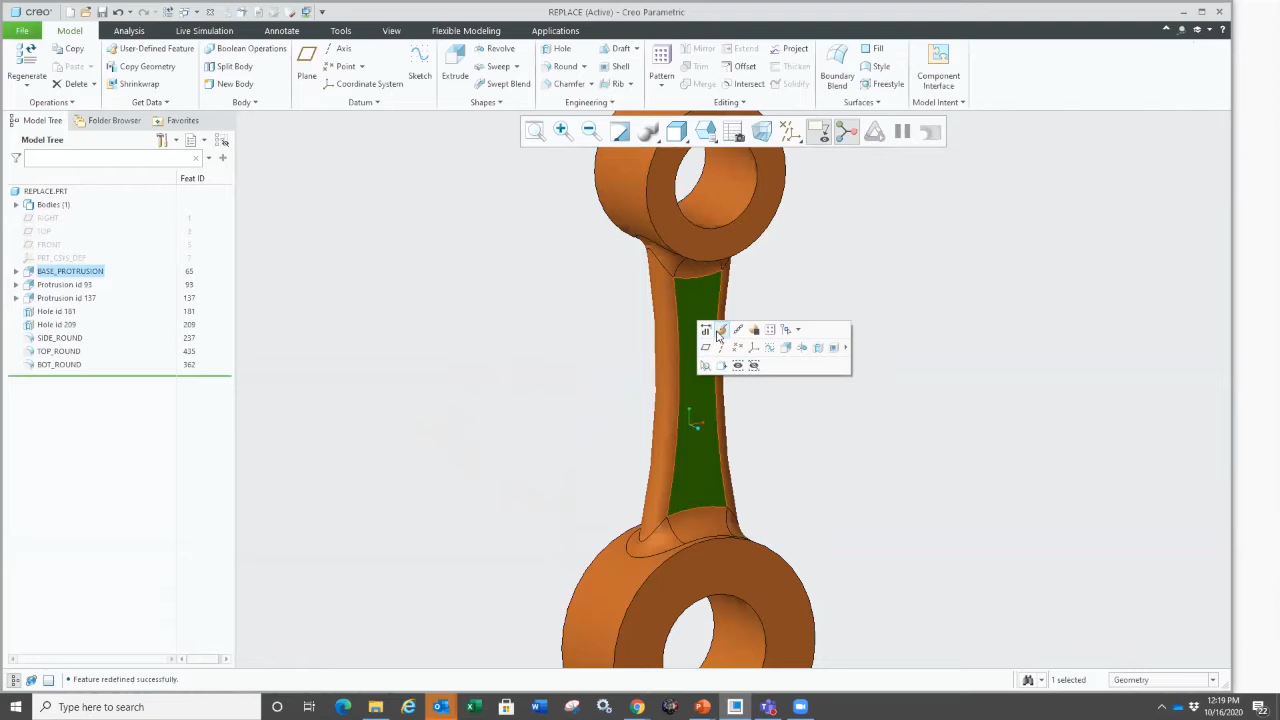 creo
REPLACE (Active) - Creo Parametric
File
Model
Analysis
Live Simulation
Annotate
Tools
View
Flexible Modeling
Applications
Regenerate
Copy
Paste
Delete
Operations
User-Defined Feature
Copy Geometry
Shrinkwrap
Get Data
Boolean Operations
Split Body
New Body
Body
Plane
Axis
Point
Coordinate System
Sketch
Datum
Extrude
Revolve
Sweep
Swept Blend
Shapes
Hole
Round
Chamfer
Draft
Shell
Rib
Engineering
Pattern
Mirror
Trim
Merge
Extend
Offset
Intersect
Project
Thicken
Solidify
Editing
Boundary
Blend
Fill
Style
Freestyle
Surfaces
Component
Interface
Model Intent
Model Tree
Folder Browser
Favorites
Model Tree
Feat ID
REPLACE.PRT
Bodies (1)
RIGHT 1
TOP 3
FRONT 5
PRT_CSYS_DEF 7
BASE_PROTRUSION 65
Protrusion id 93 93
Protrusion id 137 137
Hole id 181 181
Hole id 209 209
SIDE_ROUND 237
TOP_ROUND 435
BOT_ROUND 362
• Feature redefined successfully.
1 selected
Geometry
Type here to search
12:19 PM
10/16/2020
22